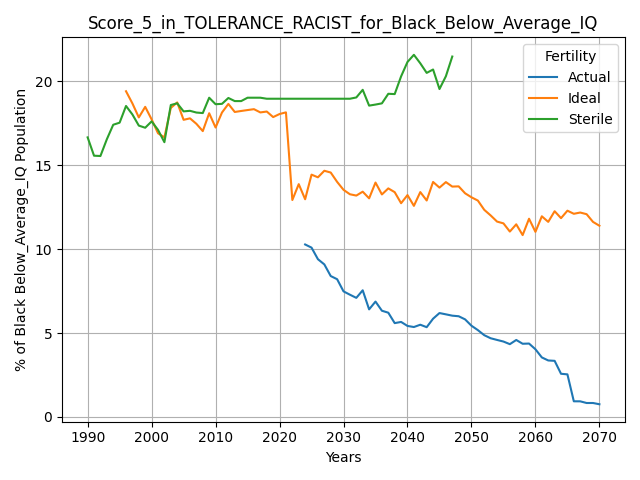 Score_5_in_TOLERANCE_RACIST_for_Black_Below_Average_IQ
Fertility
Actual
Ideal
Sterile
% of Black Below_Average_IQ Population
20
15
10
5
0
1990 2000 2010 2020 2030 2040 2050 2060 2070
Years